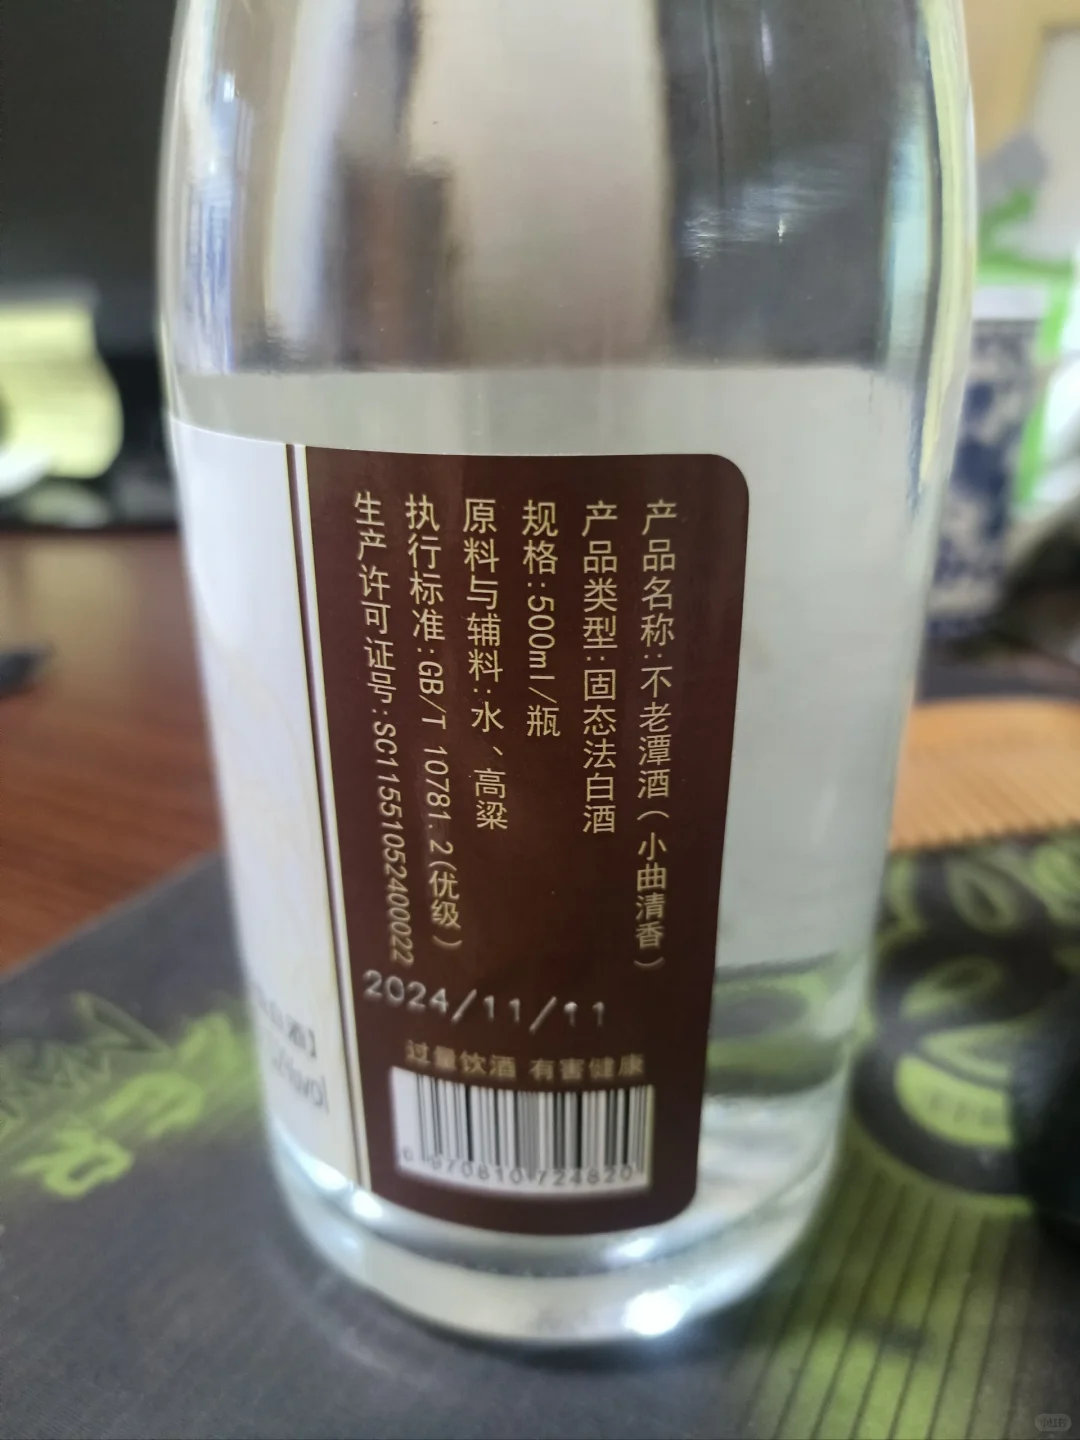 产品名称:不老潭酒(小曲清香)
产品类型:固态法白酒
规格:500ml/瓶
原料与辅料:水、高粱
执行标准:GB/T 10781.2(优级)
生产许可证号:SC11551052400022
2024/11/11
过量饮酒 有害健康
6 970810 724820